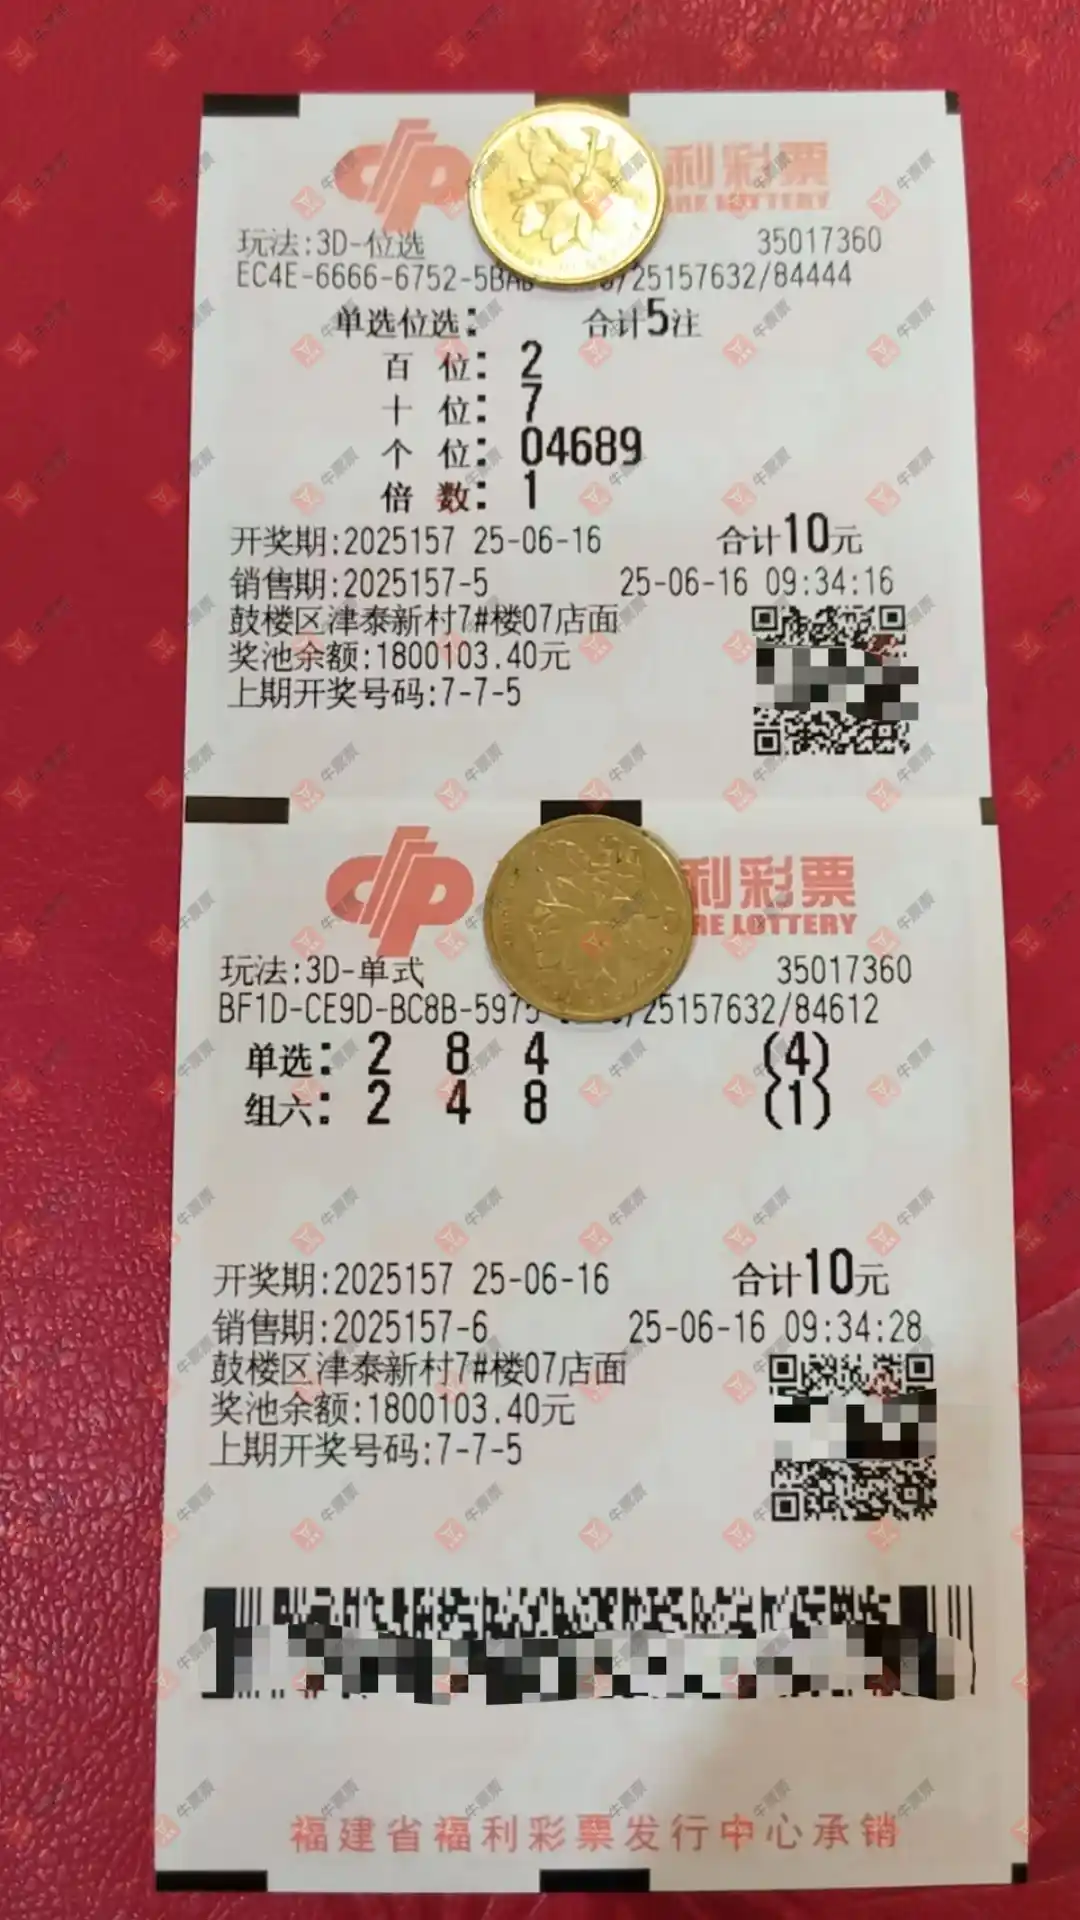 利彩票
RE LOTTERY
玩法:3D-位选 35017360
EC4E-6666-6752-5BA /25157632/84444
单选位选: 合计5注
百 位: 2
十 位: 7
个 位: 04689
倍 数: 1
开奖期:2025157 25-06-16 合计10元
销售期:2025157-5 25-06-16 09:34:16
鼓楼区津泰新村7#楼07店面
奖池余额:1800103.40元
上期开奖号码:7-7-5
利彩票
RE LOTTERY
玩法:3D-单式 35017360
BF1D-CE9D-BC8B-5975 /25157632/84612
单选: 2 8 4 (4)
组六: 2 4 8 (1)
开奖期:2025157 25-06-16 合计10元
销售期:2025157-6 25-06-16 09:34:28
鼓楼区津泰新村7#楼07店面
奖池余额:1800103.40元
上期开奖号码:7-7-5
福建省福利彩票发行中心承销
牛票票